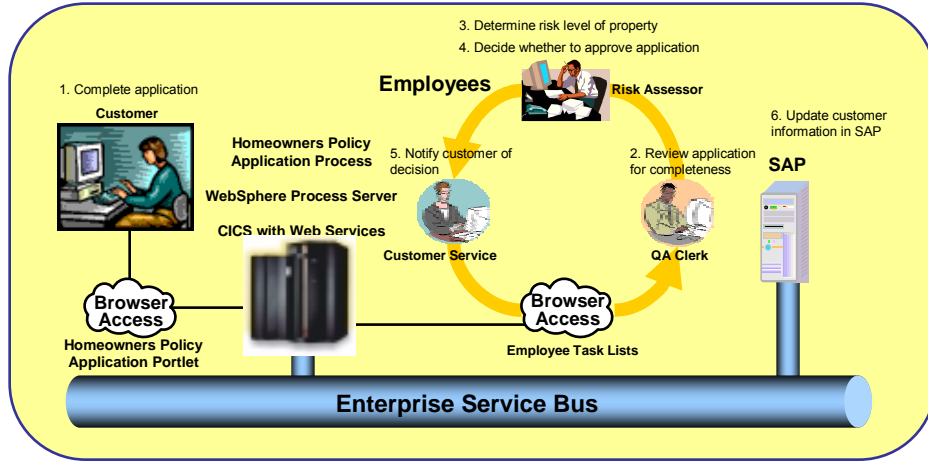 3. Determine risk level of property
4. Decide whether to approve application
Employees
Risk Assessor
1. Complete application
Customer
6. Update customer
information in SAP
SAP
Homeowners Policy
Application Process
5. Notify customer of
decision
2. Review application
for completeness
WebSphere Process Server
CICS with Web Services
Customer Service
QA Clerk
Browser
Access
Homeowners Policy
Application Portlet
Browser
Access
Employee Task Lists
Enterprise Service Bus